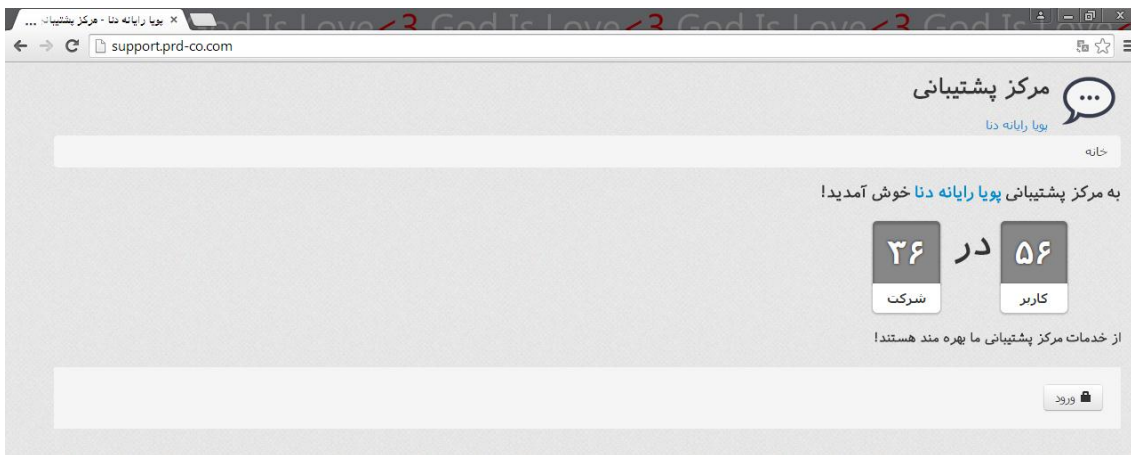 God Is Love <3 God Is Love <3 God Is Love <3 God Is Love
پویا رایانه دنا - مرکز پشتیبانی ...
support.prd-co.com
مرکز پشتیبانی
پویا رایانه دنا
خانه
به مرکز پشتیبانی پویا رایانه دنا خوش آمدید!
۵۶ در ۳۶
کاربر شرکت
از خدمات مرکز پشتیبانی ما بهره مند هستند!
ورود